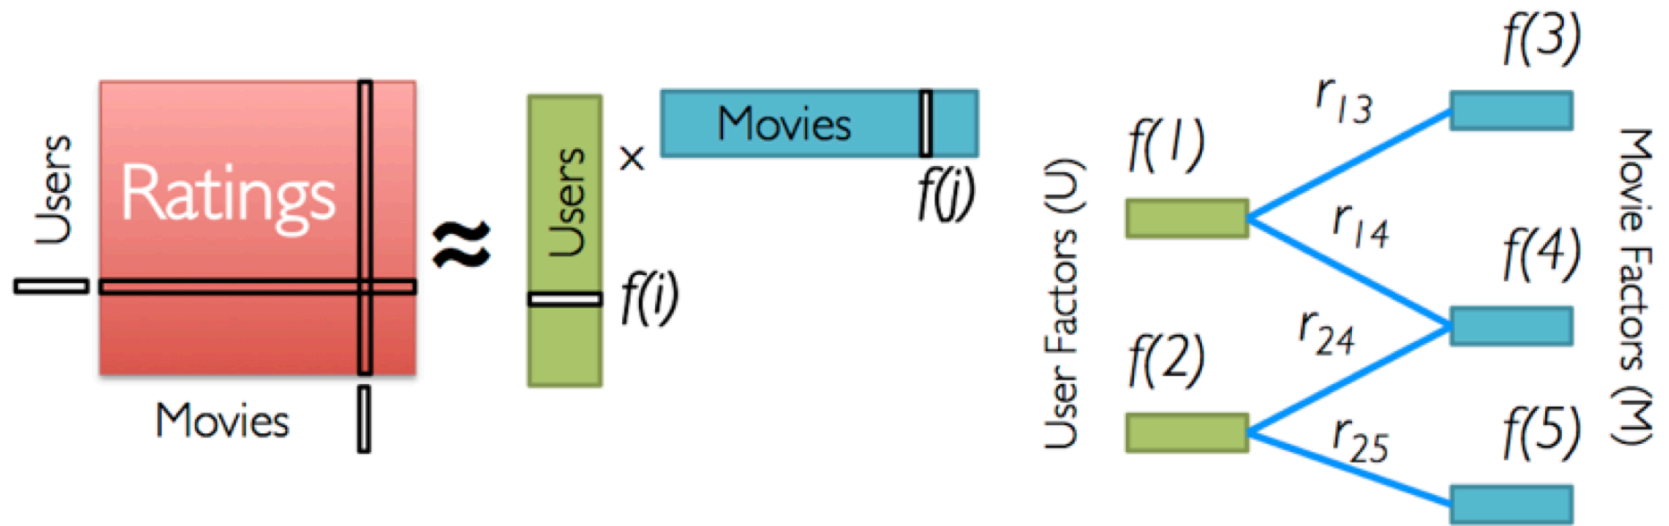 Users
Ratings
Movies
≈
Users
f(i)
x
Movies
f(j)
User Factors (U)
f(1)
f(2)
r13
r14
r24
r25
f(3)
f(4)
f(5)
Movie Factors (M)